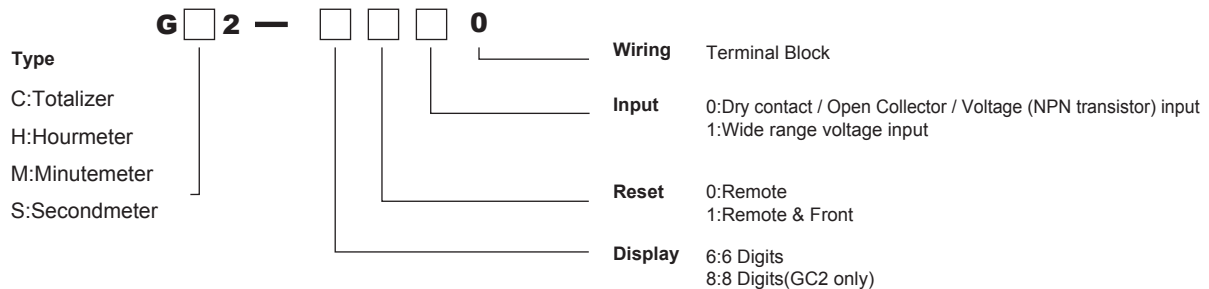 G□2 — □□□0
Type
C:Totalizer
H:Hourmeter
M:Minutemeter
S:Secondmeter
Wiring Terminal Block
Input 0:Dry contact / Open Collector / Voltage (NPN transistor) input
1:Wide range voltage input
Reset 0:Remote
1:Remote & Front
Display 6:6 Digits
8:8 Digits(GC2 only)